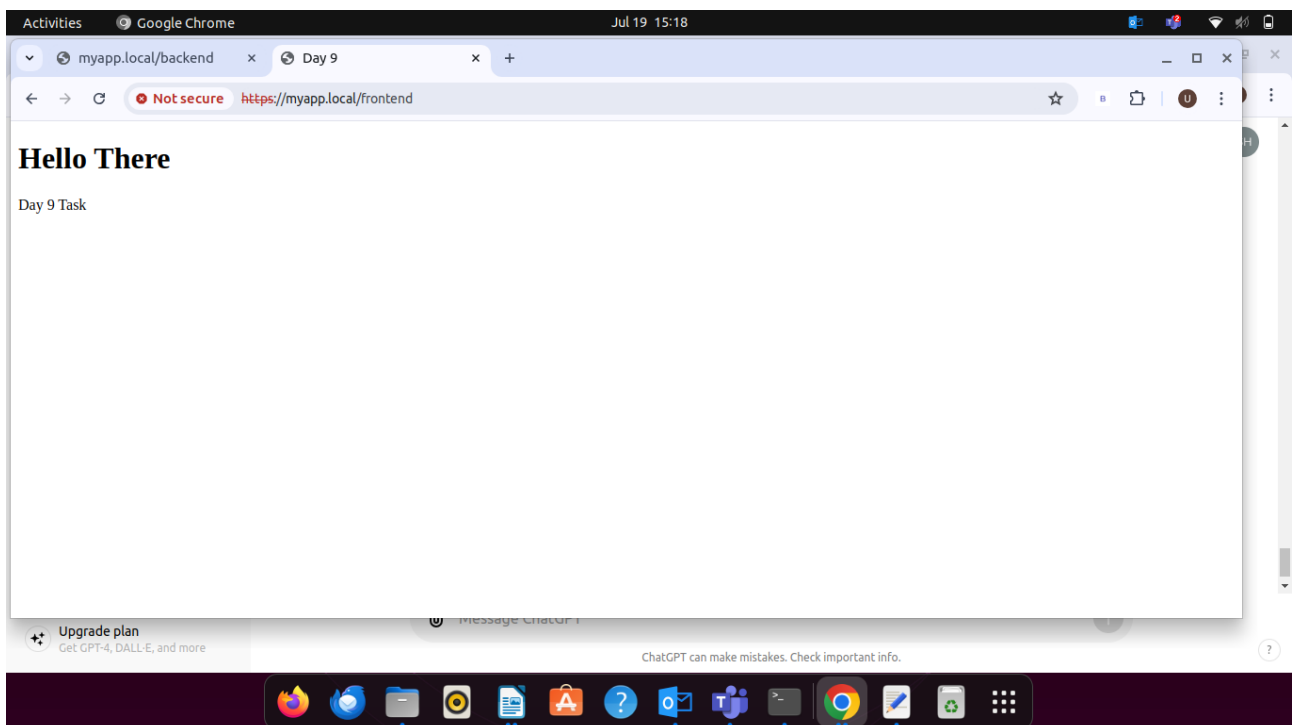 Activities Google Chrome Jul 19 15:18
myapp.local/backend Day 9
Not secure https://myapp.local/frontend B U
H
Hello There
Day 9 Task
Upgrade plan
Get GPT-4, DALL·E, and more
Message ChatGPT
ChatGPT can make mistakes. Check important info.
?